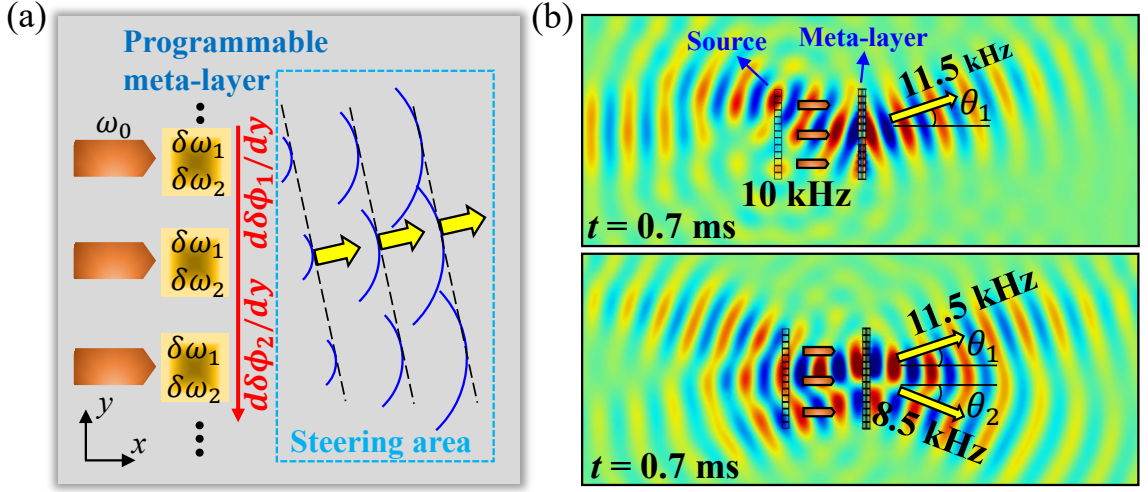 (a)
Programmable
meta-layer
ω₀
δω₁
δω₂
δω₁
δω₂
δω₁
δω₂
dδϕ₁/dy
dδϕ₂/dy
y
x
Steering area
(b)
Source
Meta-layer
11.5 kHz
θ₁
10 kHz
t = 0.7 ms
11.5 kHz
θ₁
θ₂
8.5 kHz
t = 0.7 ms